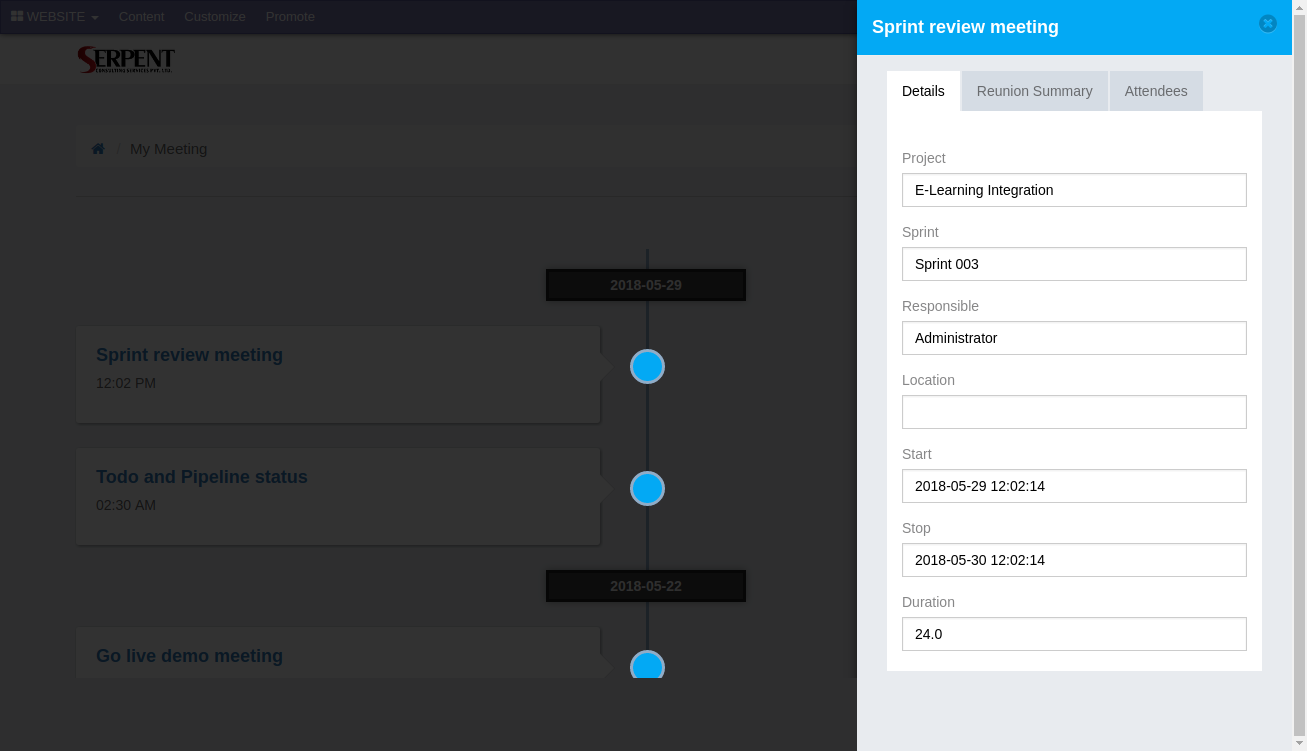 WEBSITE Content Customize Promote
SERPENT
CONSULTING SERVICES PVT. LTD.
/ My Meeting
2018-05-29
Sprint review meeting
12:02 PM
Todo and Pipeline status
02:30 AM
2018-05-22
Go live demo meeting
Sprint review meeting
Details Reunion Summary Attendees
Project
E-Learning Integration
Sprint
Sprint 003
Responsible
Administrator
Location
Start
2018-05-29 12:02:14
Stop
2018-05-30 12:02:14
Duration
24.0